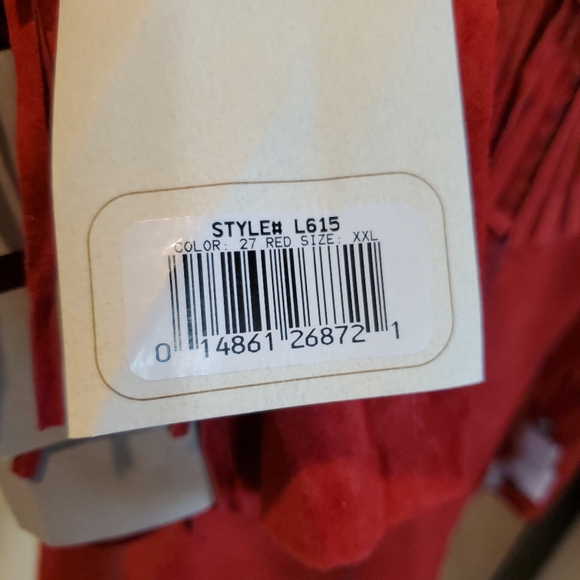 STYLE# L615
COLOR: 27 RED SIZE: XXL
0 14861 26872 1